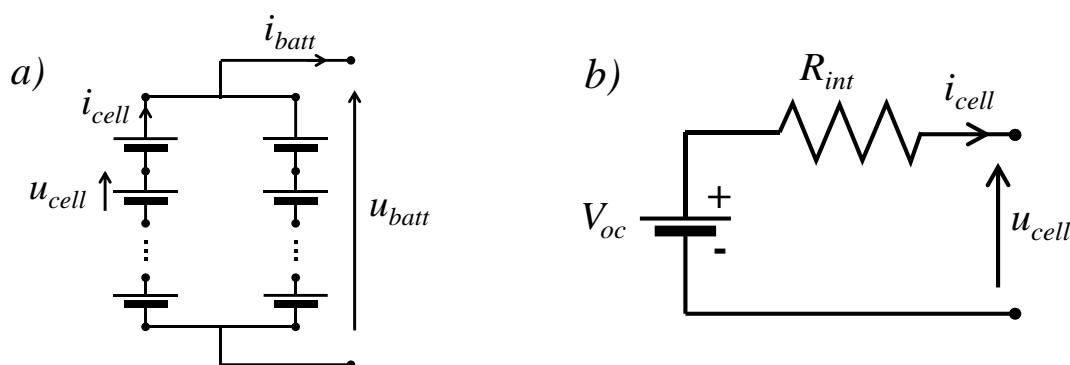 a)
i_batt
i_cell
u_cell
u_batt
b)
R_int
i_cell
V_oc
+
-
u_cell